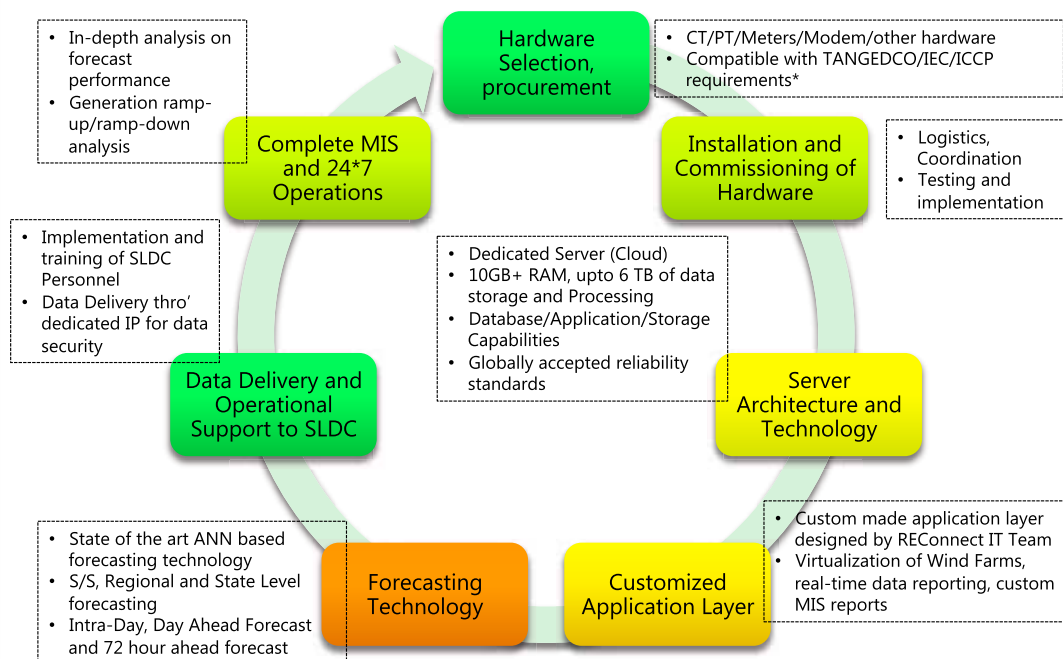 Hardware
Selection,
procurement
• CT/PT/Meters/Modem/other hardware
• Compatible with TANGEDCO/IEC/ICCP
requirements*
Installation and
Commissioning of
Hardware
• Logistics,
Coordination
• Testing and
implementation
Server
Architecture and
Technology
• Dedicated Server (Cloud)
• 10GB+ RAM, upto 6 TB of data
storage and Processing
• Database/Application/Storage
Capabilities
• Globally accepted reliability
standards
Customized
Application Layer
• Custom made application layer
designed by REConnect IT Team
• Virtualization of Wind Farms,
real-time data reporting, custom
MIS reports
Forecasting
Technology
• State of the art ANN based
forecasting technology
• S/S, Regional and State Level
forecasting
• Intra-Day, Day Ahead Forecast
and 72 hour ahead forecast
Data Delivery and
Operational
Support to SLDC
• Implementation and
training of SLDC
Personnel
• Data Delivery thro’
dedicated IP for data
security
Complete MIS
and 24*7
Operations
• In-depth analysis on
forecast
performance
• Generation ramp-
up/ramp-down
analysis